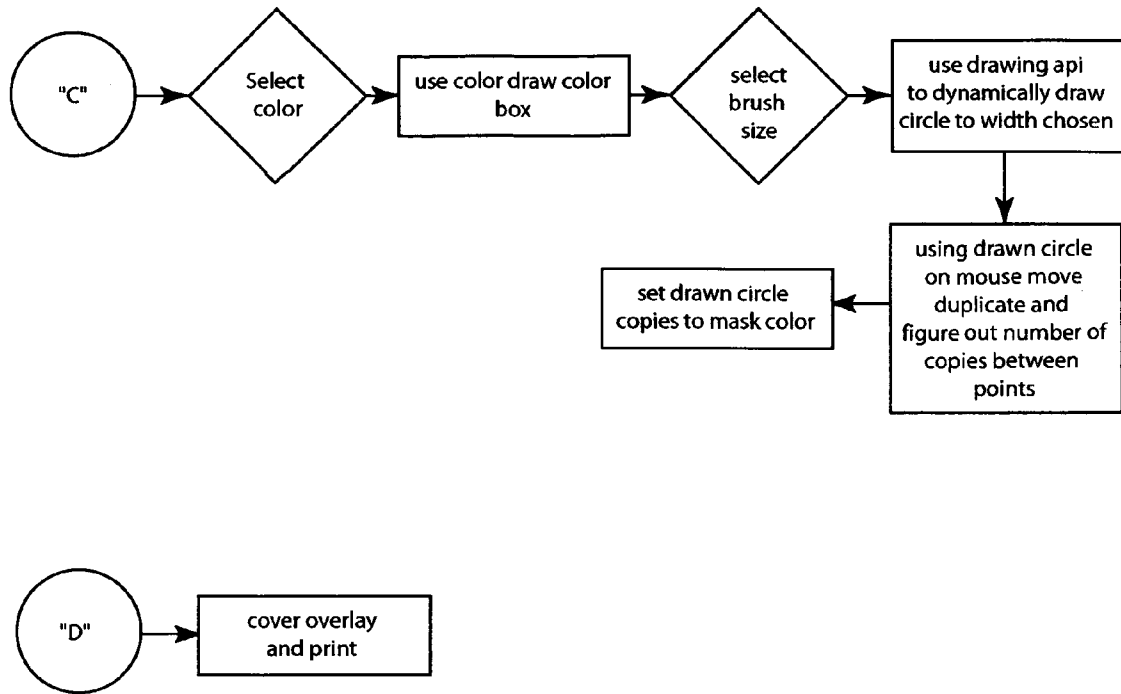 "C"
Select
color
use color draw color
box
select
brush
size
use drawing api
to dynamically draw
circle to width chosen
using drawn circle
on mouse move
duplicate and
figure out number of
copies between
points
set drawn circle
copies to mask color
"D"
cover overlay
and print